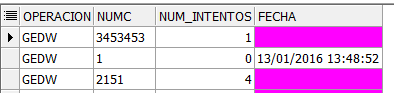 OPERACION NUMC NUM_INTENTOS FECHA
GEDW 3453453 1
GEDW 1 0 13/01/2016 13:48:52
GEDW 2151 4